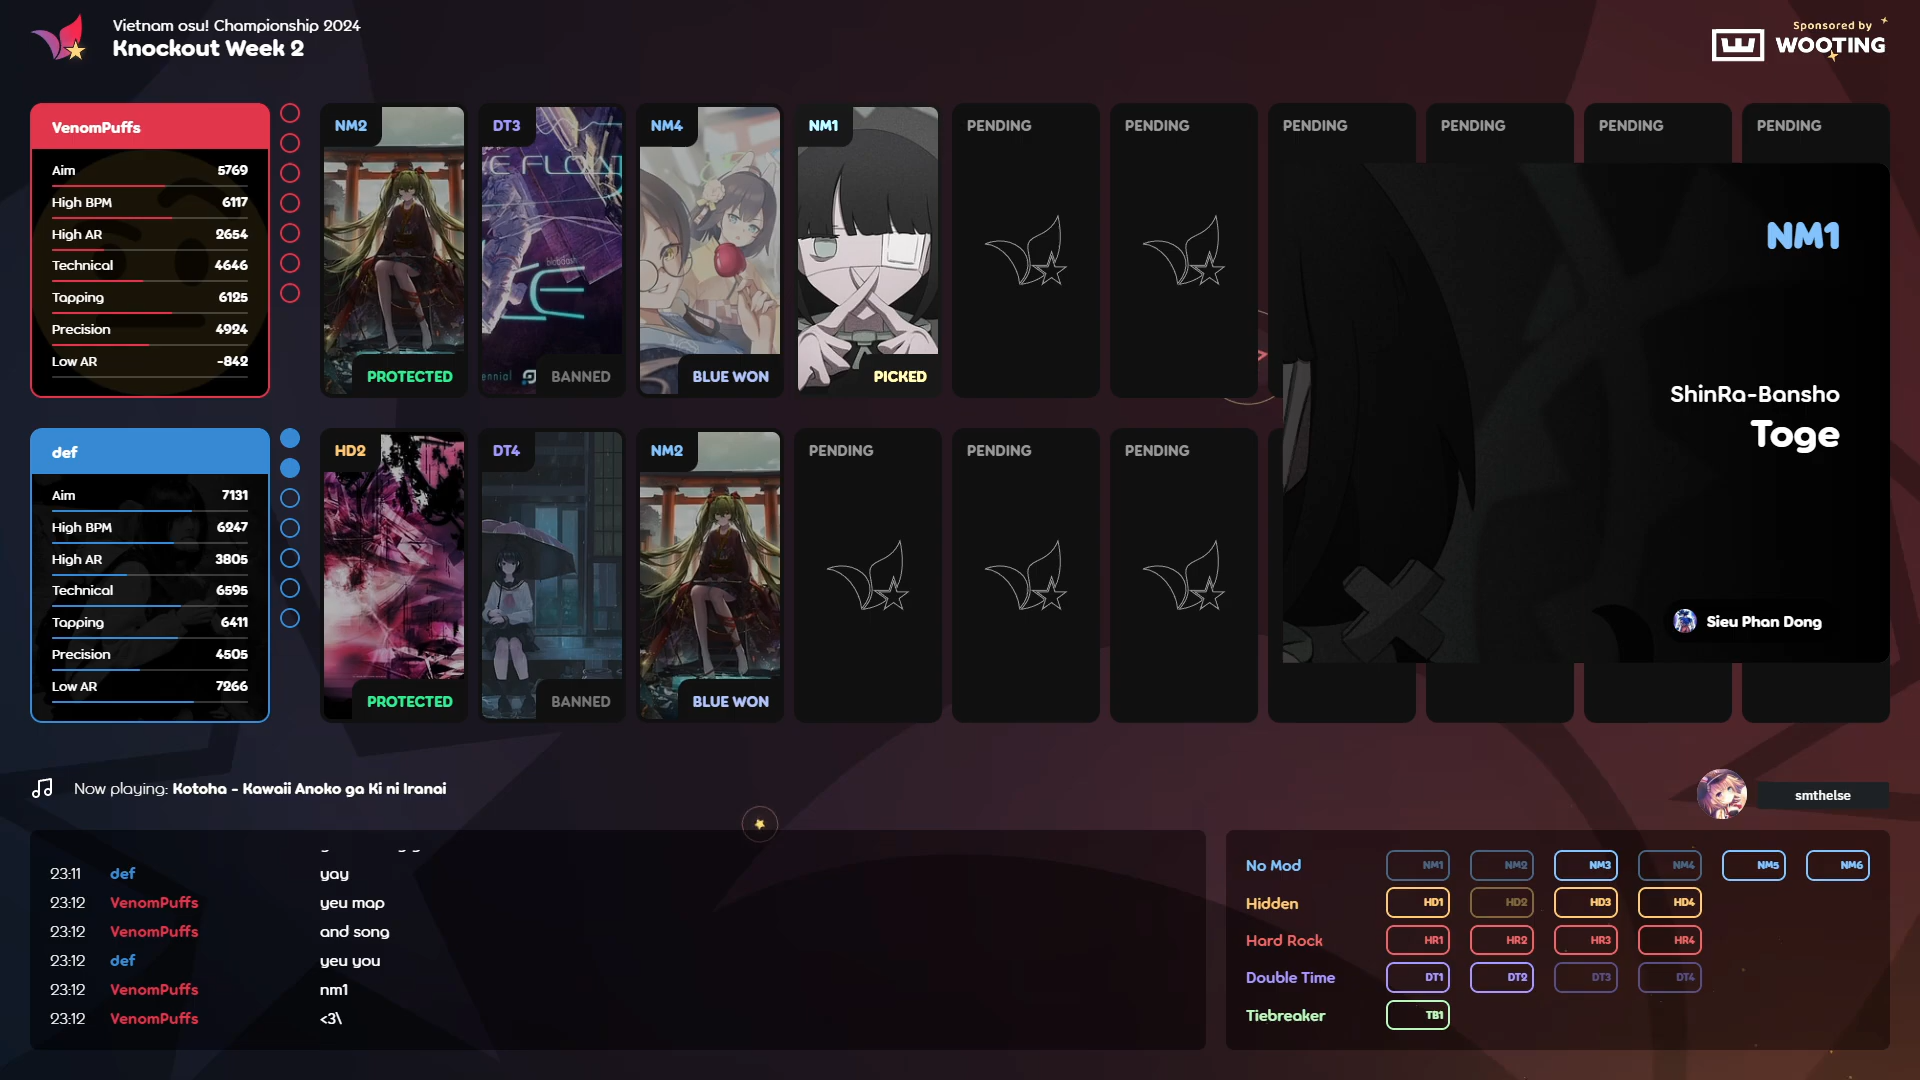 Vietnam osu! Championship 2024
Knockout Week 2
Sponsored by
WOOTING
VenomPuffs
Aim 5769
High BPM 6117
High AR 2654
Technical 4646
Tapping 6125
Precision 4924
Low AR -842
NM2
PROTECTED
DT3
BANNED
NM4
BLUE WON
NM1
PICKED
PENDING
PENDING
PENDING
PENDING
PENDING
PENDING
NM1
ShinRa-Bansho
Toge
Sieu Phan Dong
def
Aim 7131
High BPM 6247
High AR 3805
Technical 6595
Tapping 6411
Precision 4505
Low AR 7266
HD2
PROTECTED
DT4
BANNED
NM2
BLUE WON
PENDING
PENDING
PENDING
Now playing: Kotoha - Kawaii Anoko ga Ki ni Iranai
smthelse
23:11 def yay
23:12 VenomPuffs yeu map
23:12 VenomPuffs and song
23:12 def yeu you
23:12 VenomPuffs nm1
23:12 VenomPuffs <3\
No Mod NM1 NM2 NM3 NM4 NM5 NM6
Hidden HD1 HD2 HD3 HD4
Hard Rock HR1 HR2 HR3 HR4
Double Time DT1 DT2 DT3 DT4
Tiebreaker TB1